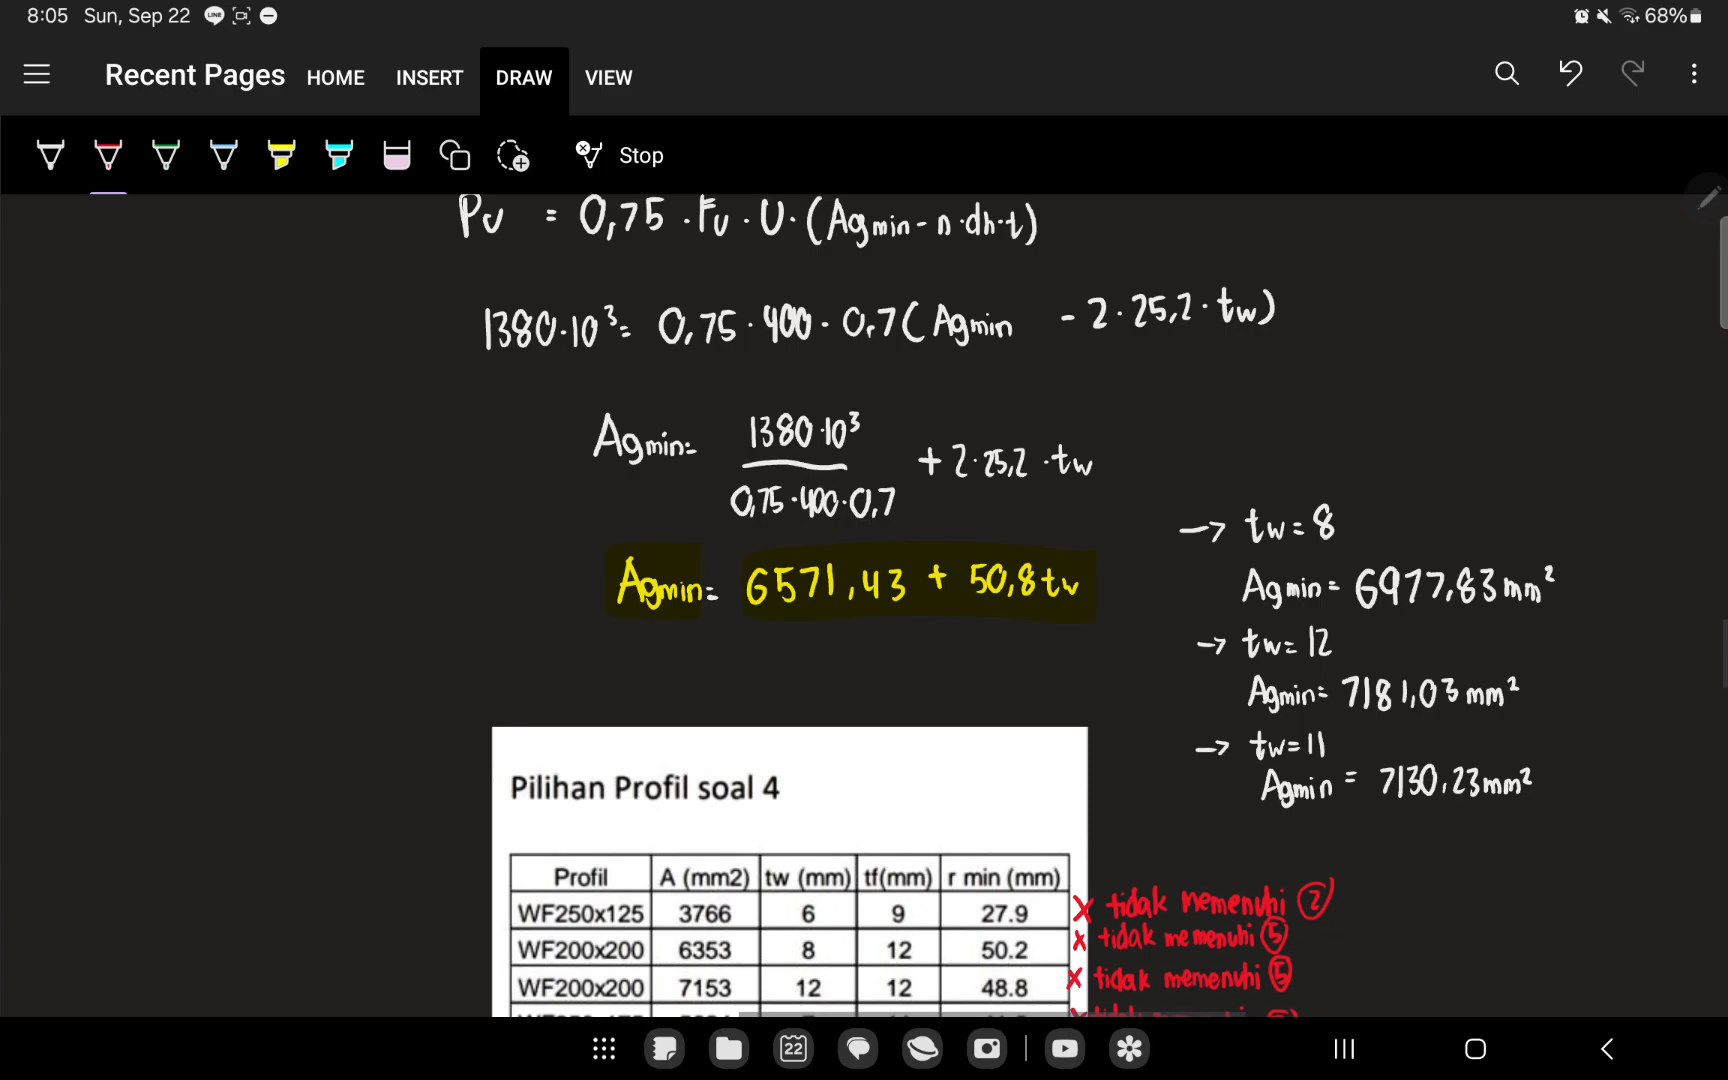 8:05 Sun, Sep 22 LINE 68%
Recent Pages HOME INSERT DRAW VIEW
Stop
Pu = 0,75 . Fu . U . (Agmin - n . dh . t)
1380.10³ = 0,75 . 400 . 0,7 (Agmin - 2 . 25,2 . tw)
Agmin = 1380.10³ / 0,75 . 400 . 0,7 + 2 . 25,2 . tw
Agmin = 6571,43 + 50,8 tw
→ tw = 8
Agmin = 6977,83 mm²
→ tw = 12
Agmin = 7181,03 mm²
→ tw = 11
Agmin = 7130,23 mm²
Pilihan Profil soal 4
Profil A (mm2) tw (mm) tf(mm) r min (mm)
WF250x125 3766 6 9 27.9 x tidak memenuhi ②
WF200x200 6353 8 12 50.2 x tidak memenuhi ⑤
WF200x200 7153 12 12 48.8 x tidak memenuhi ⑤
22